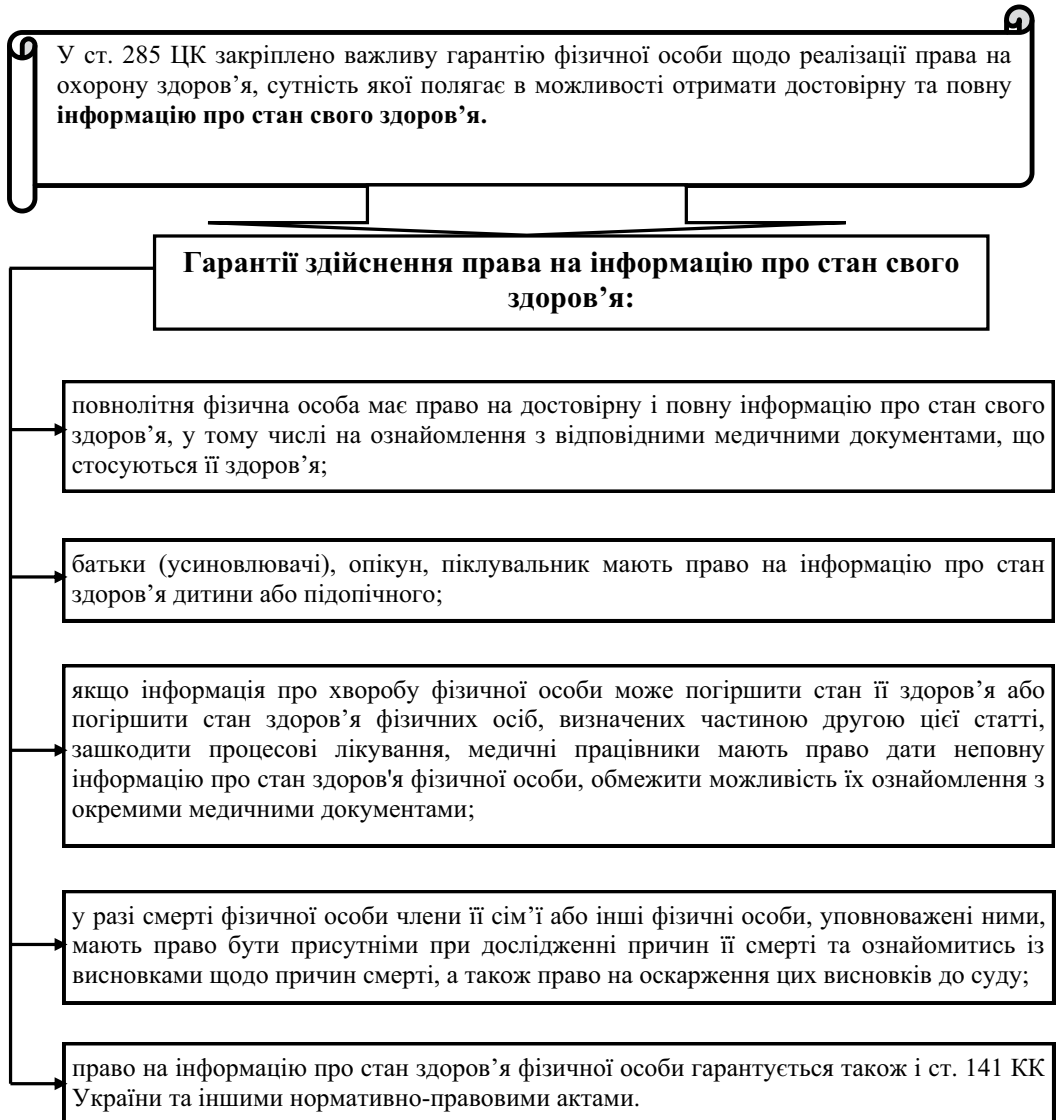 У ст. 285 ЦК закріплено важливу гарантію фізичної особи щодо реалізації права на
охорону здоров’я, сутність якої полягає в можливості отримати достовірну та повну
інформацію про стан свого здоров’я.
Гарантії здійснення права на інформацію про стан свого
здоров’я:
повнолітня фізична особа має право на достовірну і повну інформацію про стан свого
здоров’я, у тому числі на ознайомлення з відповідними медичними документами, що
стосуються її здоров’я;
батьки (усиновлювачі), опікун, піклувальник мають право на інформацію про стан
здоров’я дитини або підопічного;
якщо інформація про хворобу фізичної особи може погіршити стан її здоров’я або
погіршити стан здоров’я фізичних осіб, визначених частиною другою цієї статті,
зашкодити процесові лікування, медичні працівники мають право дати неповну
інформацію про стан здоров'я фізичної особи, обмежити можливість їх ознайомлення з
окремими медичними документами;
у разі смерті фізичної особи члени її сім’ї або інші фізичні особи, уповноважені ними,
мають право бути присутніми при дослідженні причин її смерті та ознайомитись із
висновками щодо причин смерті, а також право на оскарження цих висновків до суду;
право на інформацію про стан здоров’я фізичної особи гарантується також і ст. 141 КК
України та іншими нормативно-правовими актами.